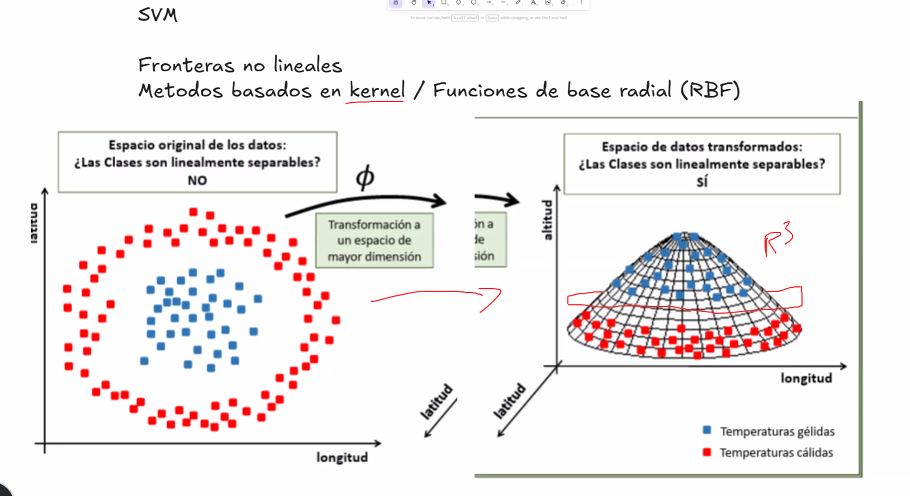 SVM
Fronteras no lineales
Metodos basados en kernel / Funciones de base radial (RBF)
Espacio original de los datos:
¿Las Clases son linealmente separables?
NO
latitud
ϕ
Transformación a
un espacio de
mayor dimensión
longitud
latitud
ón a
de
sión
Espacio de datos transformados:
¿Las Clases son linealmente separables?
SÍ
altitud
R³
longitud
latitud
Temperaturas gélidas
Temperaturas cálidas